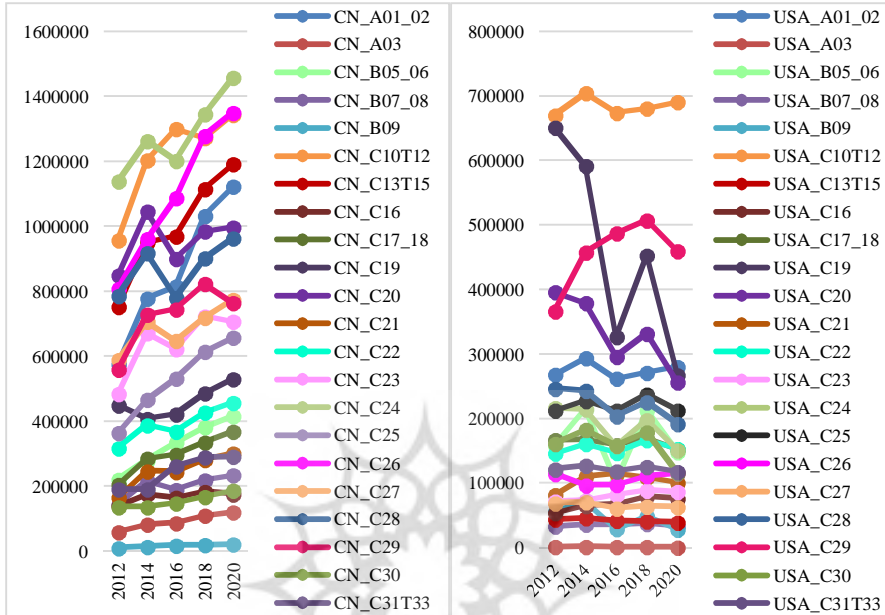 1600000
1400000
1200000
1000000
800000
600000
400000
200000
0
2012
2014
2016
2018
2020
CN_A01_02
CN_A03
CN_B05_06
CN_B07_08
CN_B09
CN_C10T12
CN_C13T15
CN_C16
CN_C17_18
CN_C19
CN_C20
CN_C21
CN_C22
CN_C23
CN_C24
CN_C25
CN_C26
CN_C27
CN_C28
CN_C29
CN_C30
CN_C31T33
800000
700000
600000
500000
400000
300000
200000
100000
0
2012
2014
2016
2018
2020
USA_A01_02
USA_A03
USA_B05_06
USA_B07_08
USA_B09
USA_C10T12
USA_C13T15
USA_C16
USA_C17_18
USA_C19
USA_C20
USA_C21
USA_C22
USA_C23
USA_C24
USA_C25
USA_C26
USA_C27
USA_C28
USA_C29
USA_C30
USA_C31T33